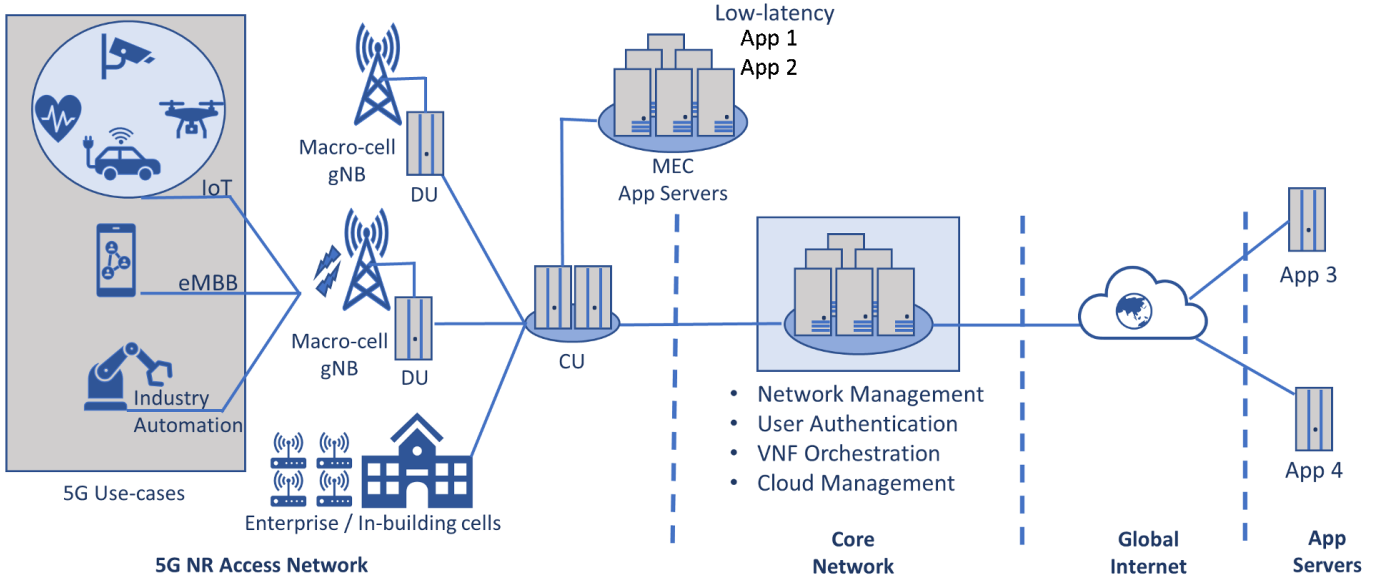 Low-latency
App 1
App 2
IoT
eMBB
Industry
Automation
5G Use-cases
Macro-cell
gNB
DU
Macro-cell
gNB
DU
Enterprise / In-building cells
CU
MEC
App Servers
• Network Management
• User Authentication
• VNF Orchestration
• Cloud Management
App 3
App 4
5G NR Access Network
Core
Network
Global
Internet
App
Servers